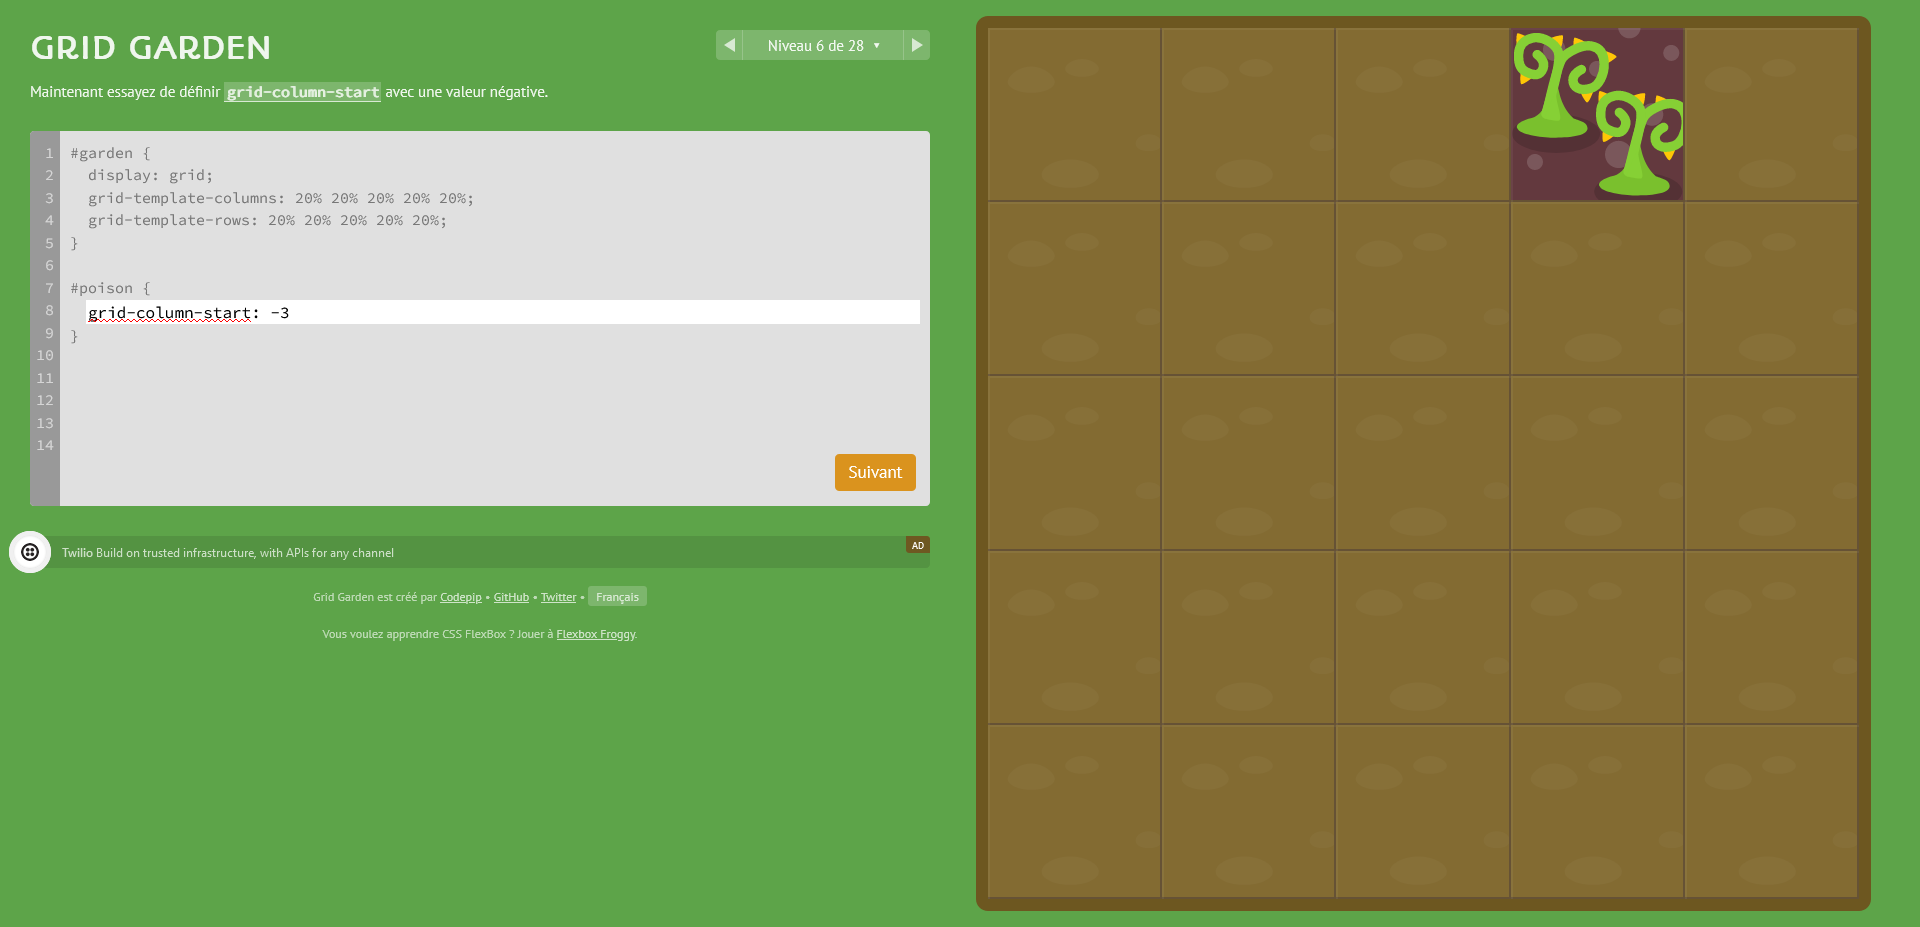 GRID GARDEN
Niveau 6 de 28 ▾
Maintenant essayez de définir grid-column-start avec une valeur négative.
1 #garden {
2 display: grid;
3 grid-template-columns: 20% 20% 20% 20% 20%;
4 grid-template-rows: 20% 20% 20% 20% 20%;
5 }
6
7 #poison {
8 grid-column-start: -3
9 }
10
11
12
13
14
Suivant
Twilio Build on trusted infrastructure, with APIs for any channel
AD
Grid Garden est créé par Codepip • GitHub • Twitter • Français
Vous voulez apprendre CSS FlexBox ? Jouer à Flexbox Froggy.